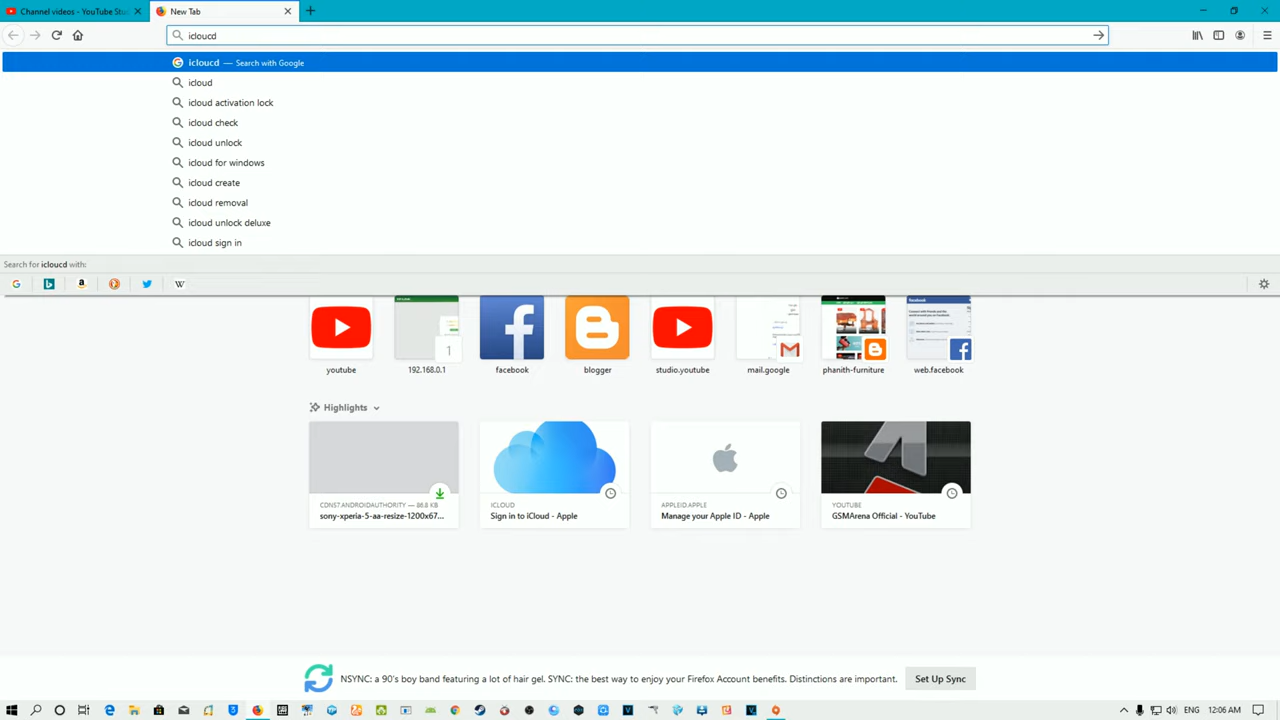 Channel videos - YouTube Stu
New Tab
icloucd
icloucd — Search with Google
icloud
icloud activation lock
icloud check
icloud unlock
icloud for windows
icloud create
icloud removal
icloud unlock deluxe
icloud sign in
Search for icloucd with:
1
youtube
192.168.0.1
facebook
blogger
studio.youtube
mail.google
phanith-furniture
web.facebook
Highlights
CDN57.ANDROIDAUTHORITY — 86.8 KB
sony-xperia-5-aa-resize-1200x67...
ICLOUD
Sign in to iCloud - Apple
APPLEID.APPLE
Manage your Apple ID - Apple
YOUTUBE
GSMArena Official - YouTube
NSYNC: a 90's boy band featuring a lot of hair gel. SYNC: the best way to enjoy your Firefox Account benefits. Distinctions are important.
Set Up Sync
ENG
12:06 AM